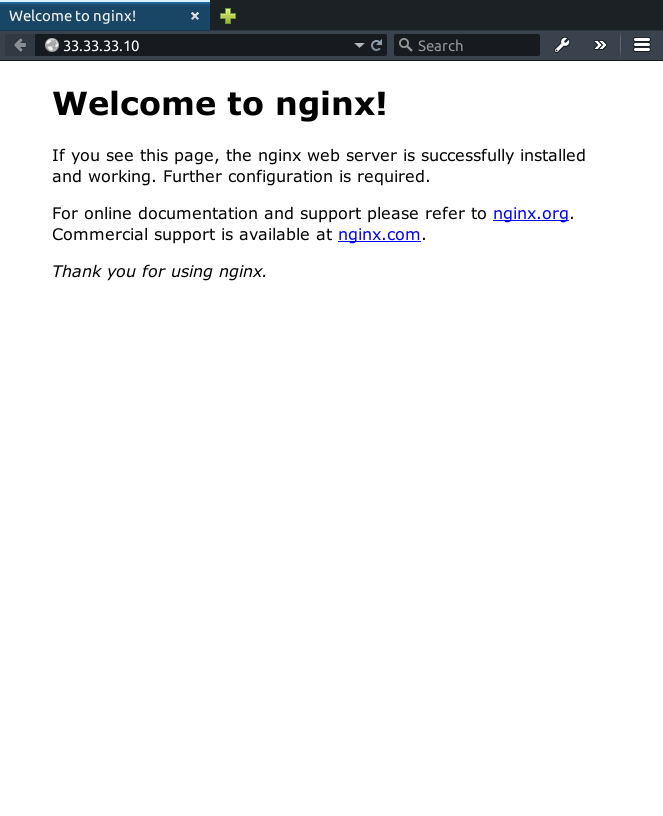 Welcome to nginx!
33.33.33.10
Search
Welcome to nginx!
If you see this page, the nginx web server is successfully installed
and working. Further configuration is required.
For online documentation and support please refer to nginx.org.
Commercial support is available at nginx.com.
Thank you for using nginx.